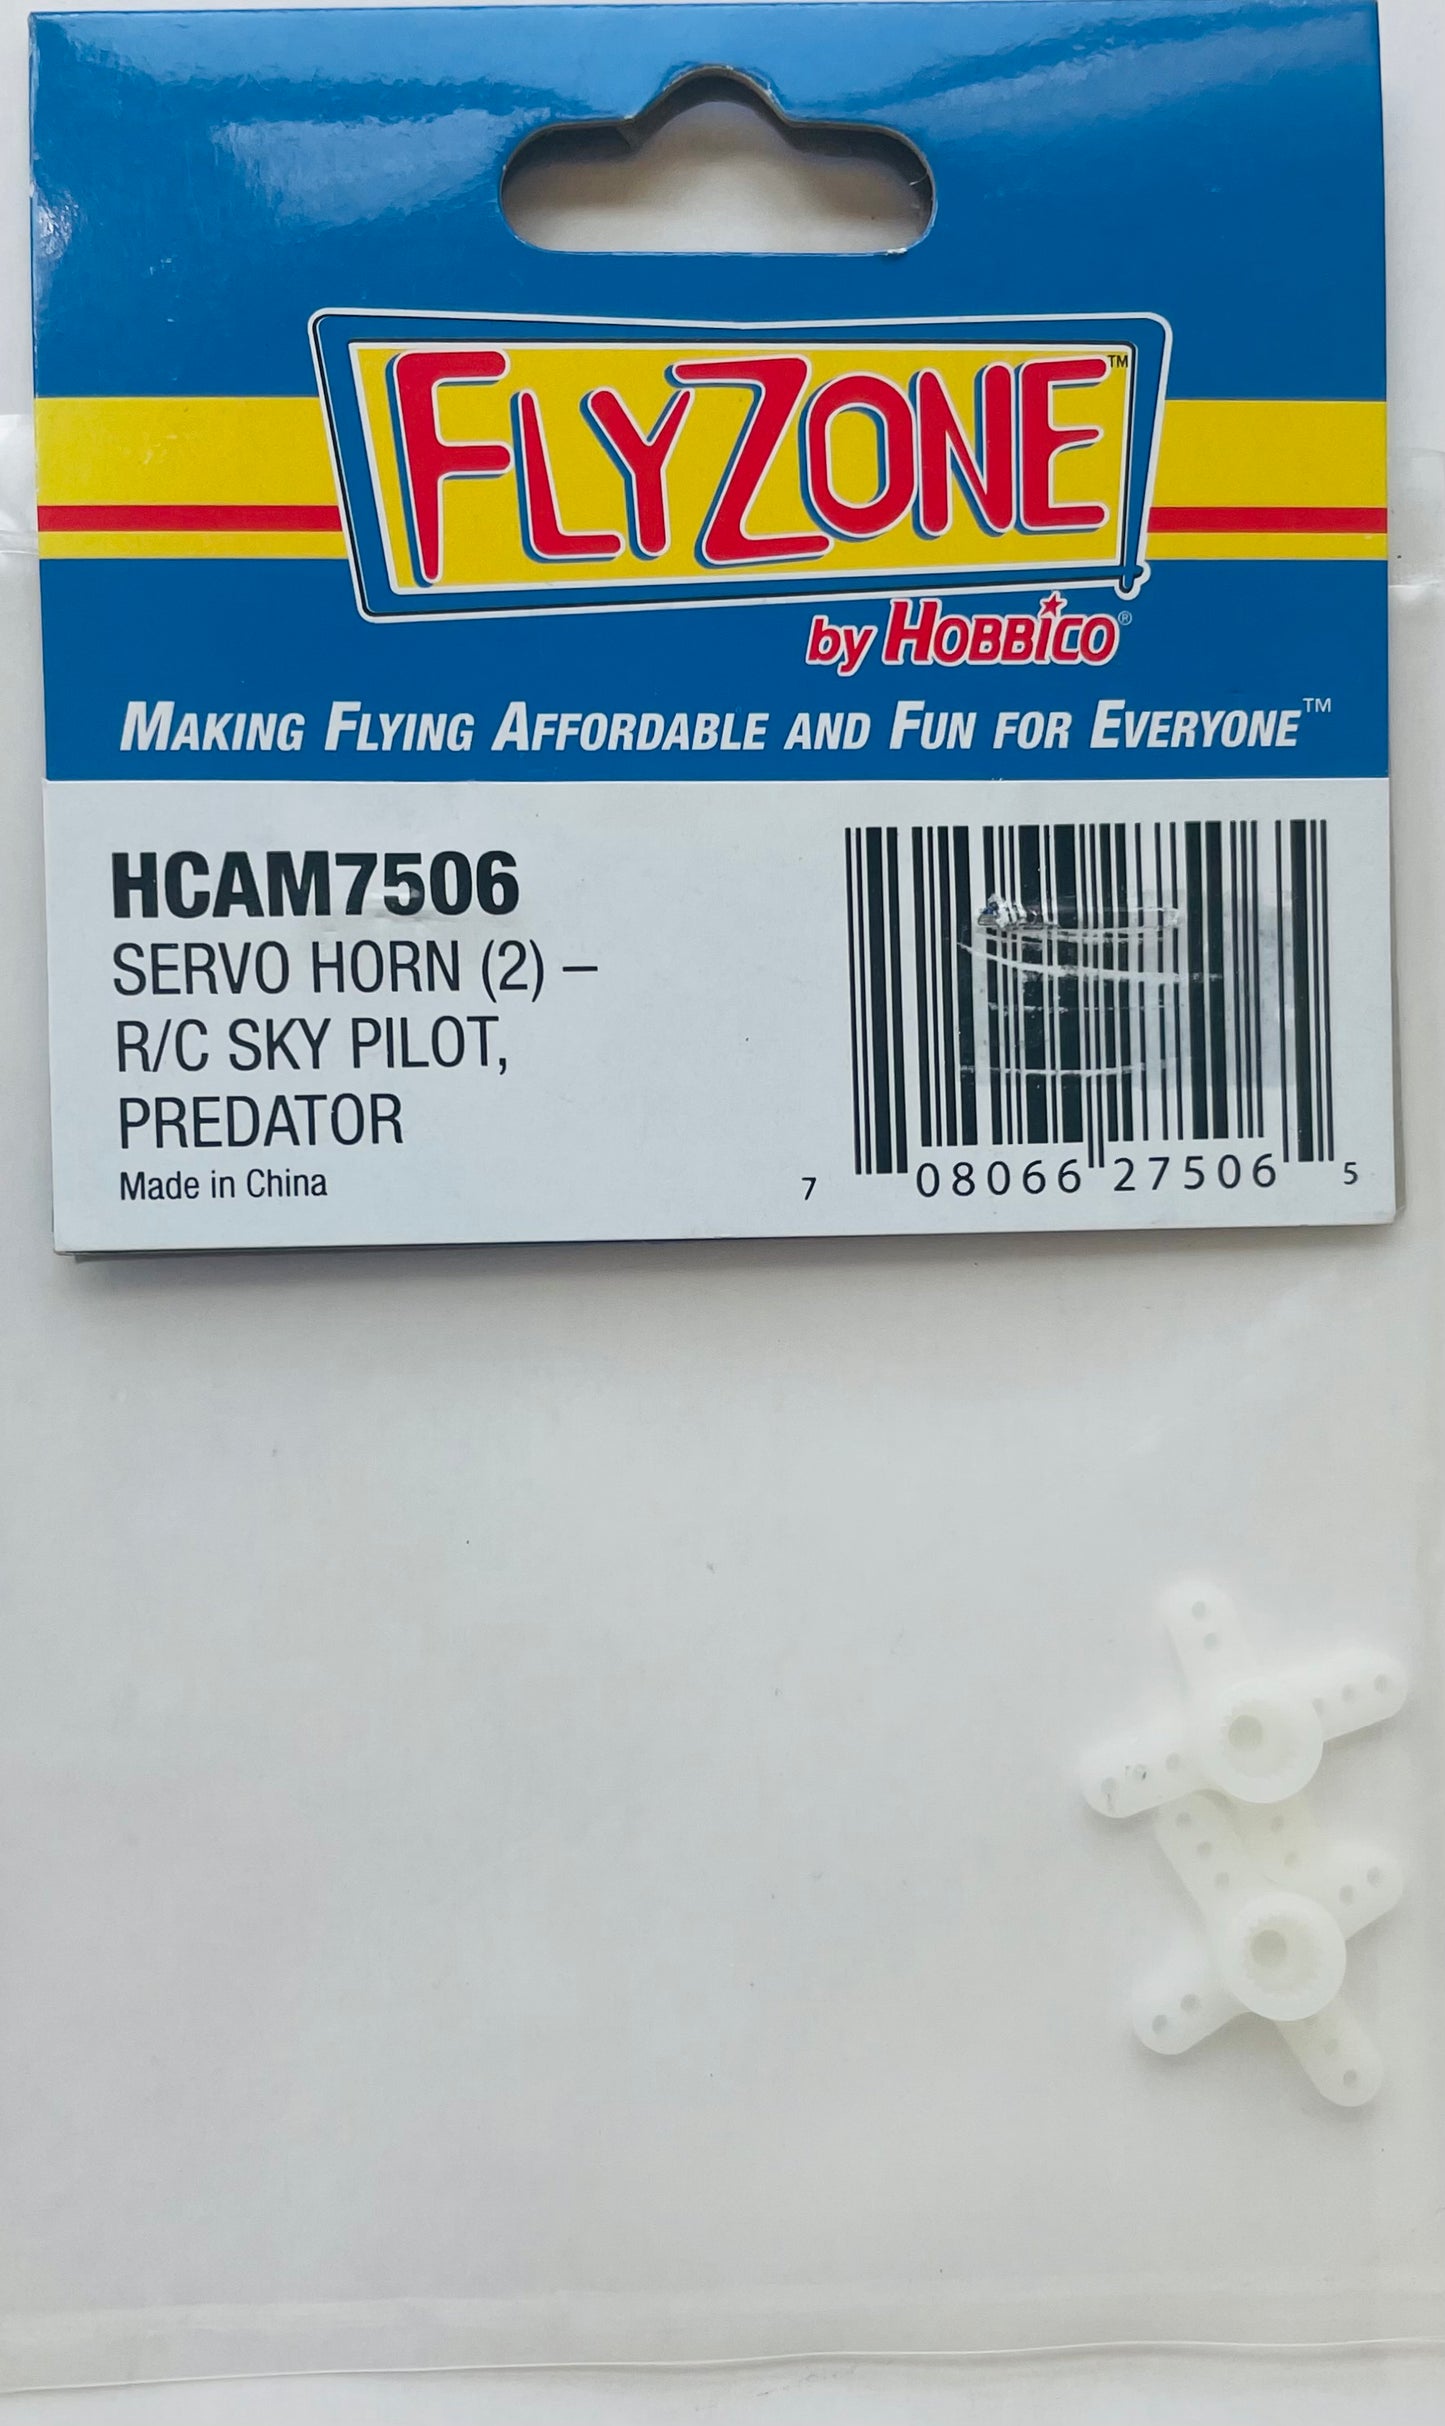 FLYZONE™
by HOBBICO®
MAKING FLYING AFFORDABLE AND FUN FOR EVERYONE™
HCAM7506
SERVO HORN (2) –
R/C SKY PILOT,
PREDATOR
Made in China
7 08066 27506 5